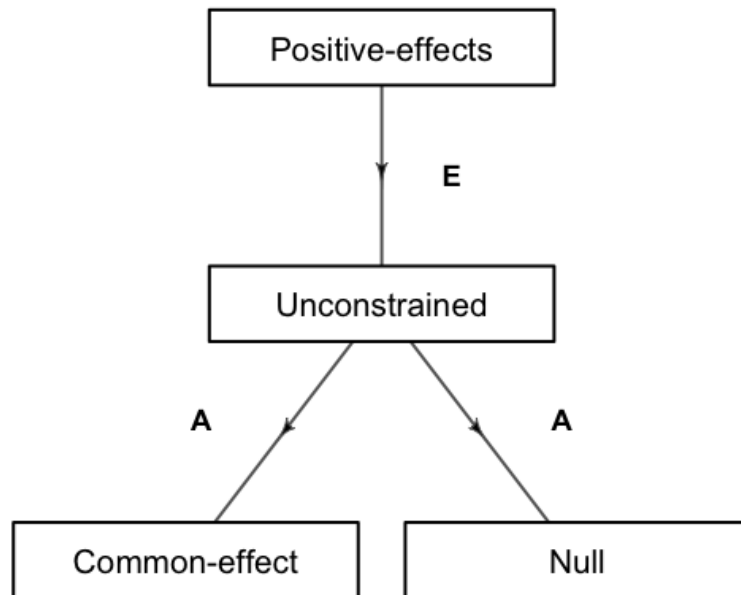 Positive-effects
E
Unconstrained
A
A
Common-effect
Null